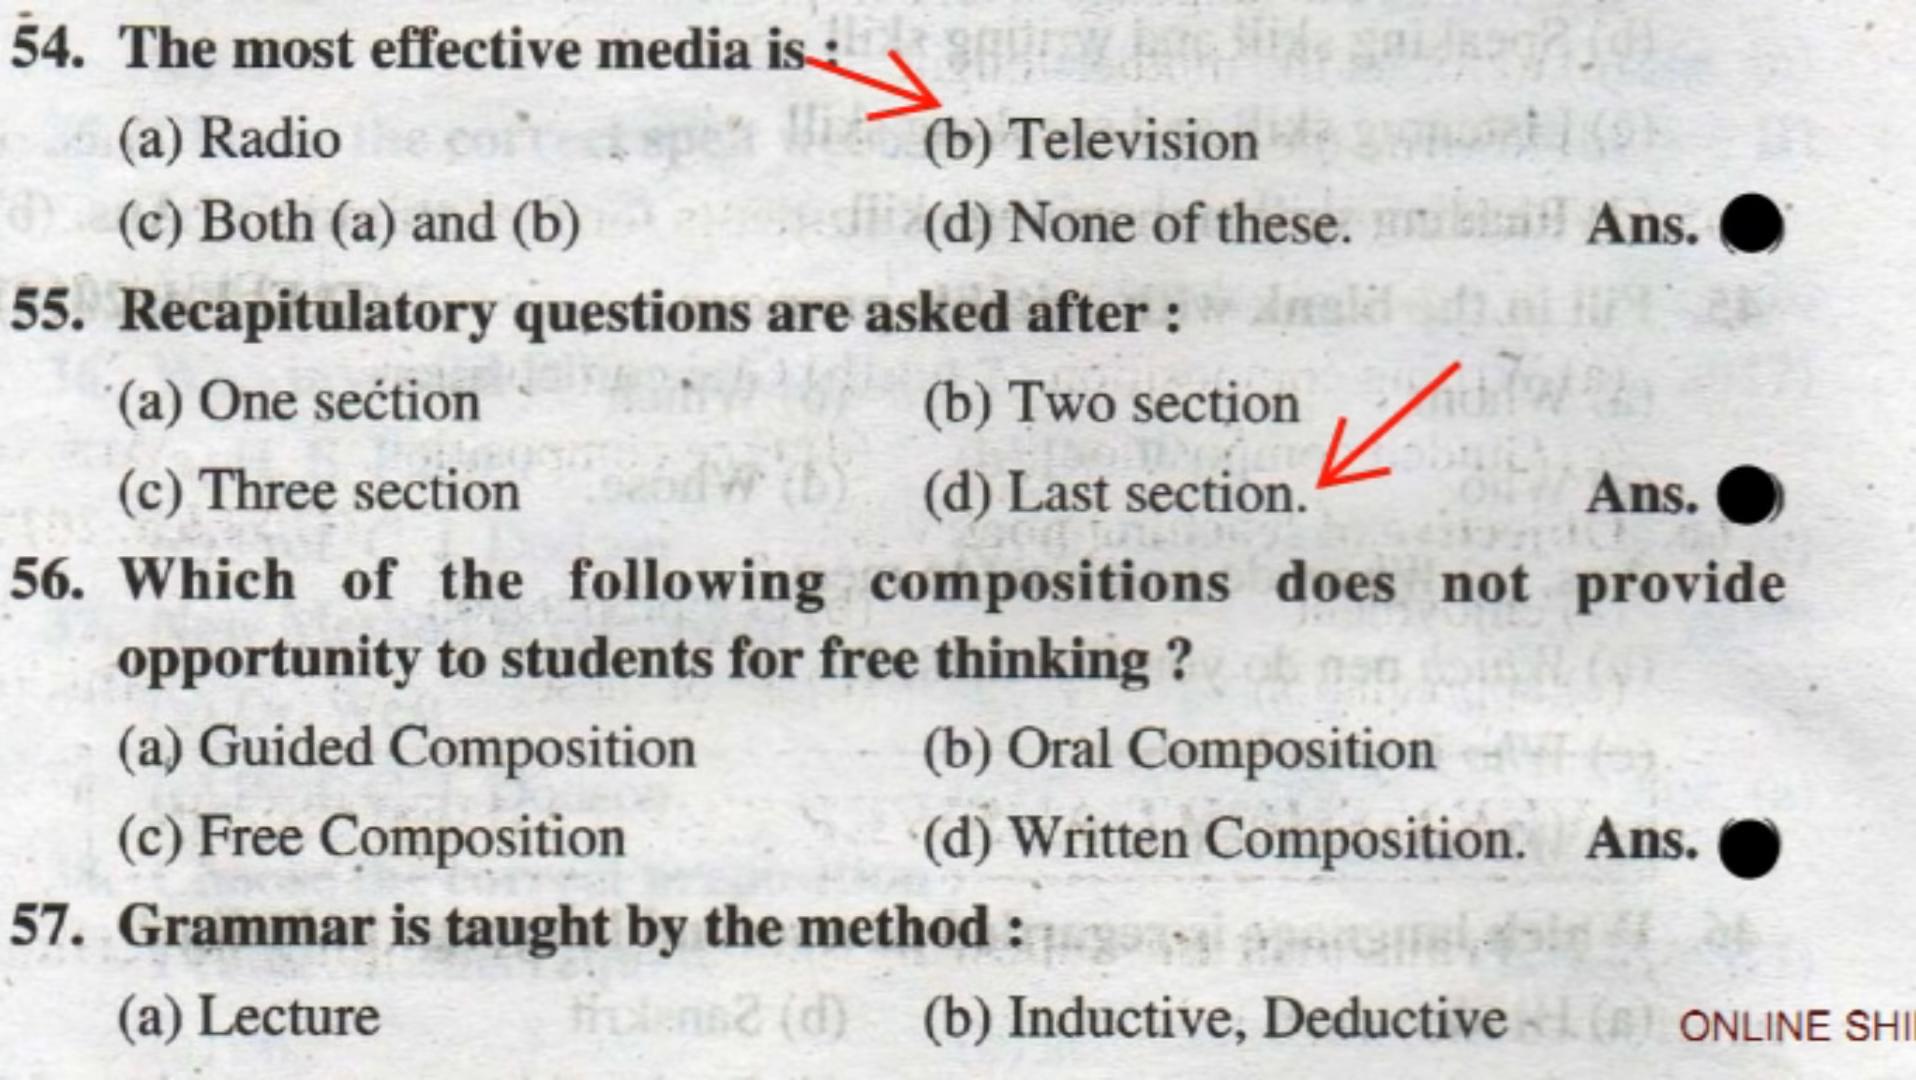 54. The most effective media is :
(a) Radio (b) Television
(c) Both (a) and (b) (d) None of these. Ans.
55. Recapitulatory questions are asked after :
(a) One section (b) Two section
(c) Three section (d) Last section. Ans.
56. Which of the following compositions does not provide
opportunity to students for free thinking ?
(a) Guided Composition (b) Oral Composition
(c) Free Composition (d) Written Composition. Ans.
57. Grammar is taught by the method :
(a) Lecture (b) Inductive, Deductive
ONLINE